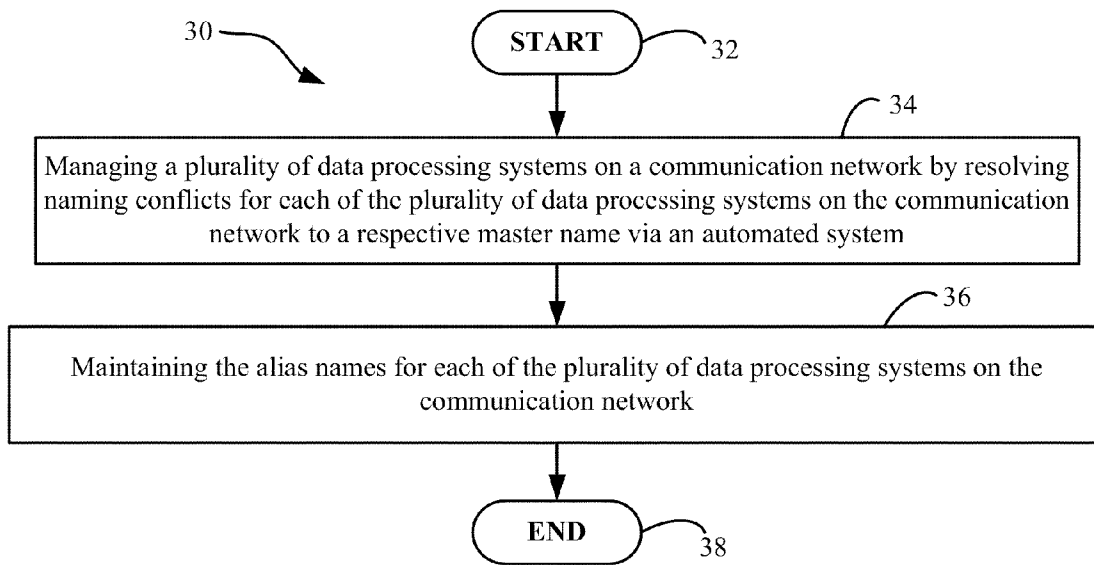 30
START
32
34
Managing a plurality of data processing systems on a communication network by resolving
naming conflicts for each of the plurality of data processing systems on the communication
network to a respective master name via an automated system
36
Maintaining the alias names for each of the plurality of data processing systems on the
communication network
END
38